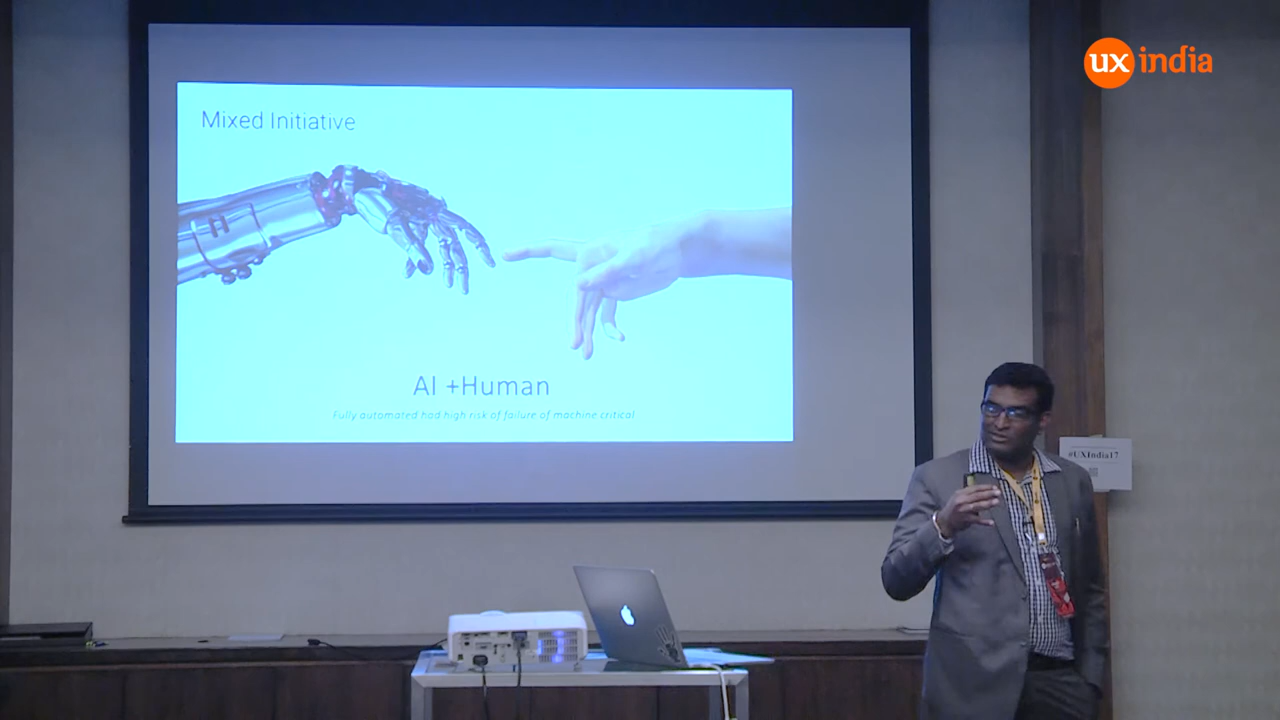 ux india
Mixed Initiative
AI +Human
Fully automated had high risk of failure of machine critical
#UXIndia17